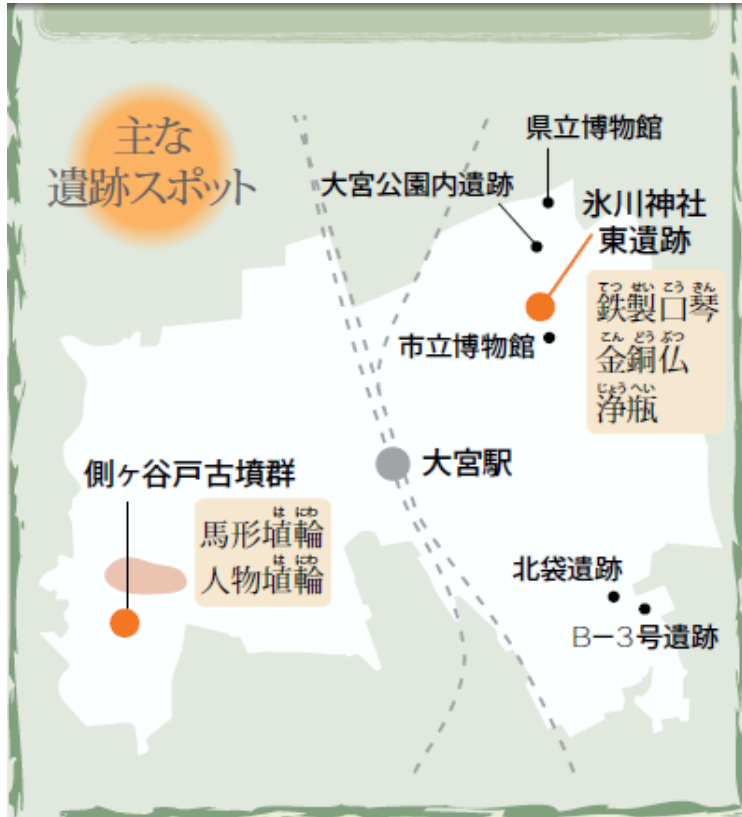 主な
遺跡スポット
県立博物館
大宮公園内遺跡
氷川神社
東遺跡
てつ せい こう きん
鉄製口琴
こん どう ぶつ
金銅仏
じょう へい
浄瓶
市立博物館
大宮駅
側ヶ谷戸古墳群
は にわ
馬形埴輪
は にわ
人物埴輪
北袋遺跡
B－3号遺跡